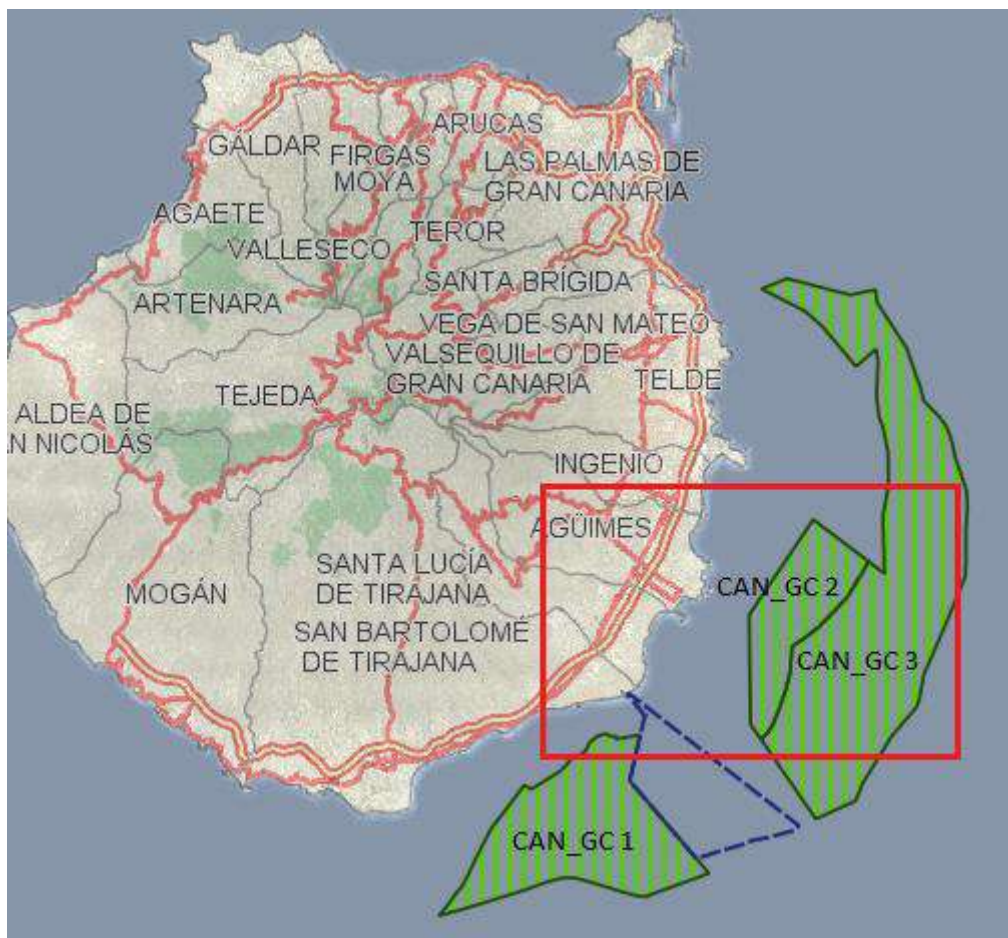 ARUCAS
GÁLDAR
FIRGAS
MOYA
LAS PALMAS DE
GRAN CANARIA
AGAETE
VALLESECO
TEROR
ARTENARA
SANTA BRÍGIDA
VEGA DE SAN MATEO
VALSEQUILLO DE
GRAN CANARIA
TELDE
TEJEDA
ALDEA DE
AN NICOLÁS
INGENIO
AGÜIMES
SANTA LUCÍA
DE TIRAJANA
MOGÁN
SAN BARTOLOMÉ
DE TIRAJANA
CAN_GC 2
CAN_GC 3
CAN_GC 1